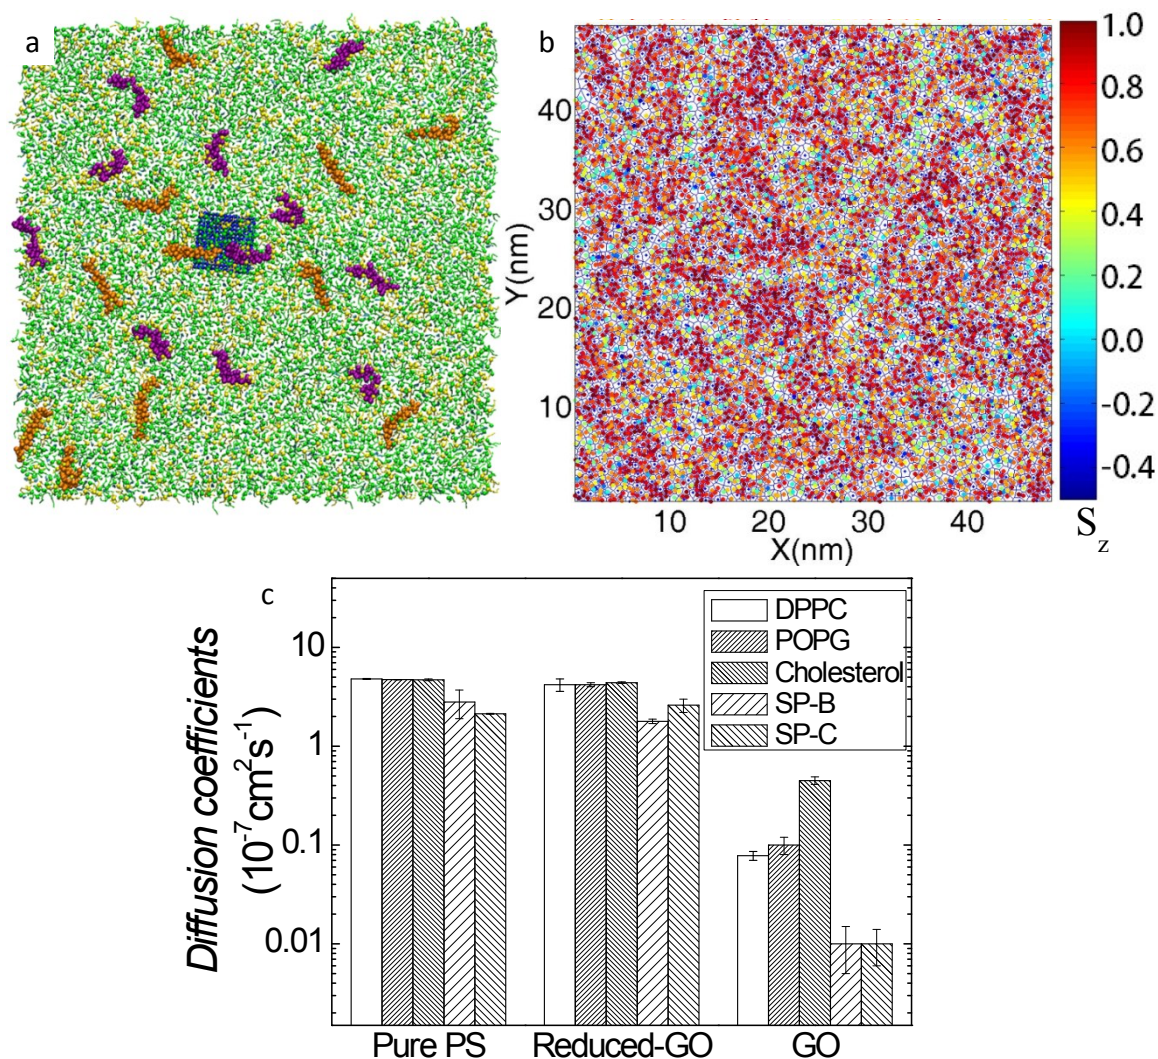 a
b
1.0
0.8
0.6
0.4
0.2
0.0
-0.2
-0.4
S_z
40
30
20
10
Y(nm)
10 20 30 40
X(nm)
c
DPPC
POPG
Cholesterol
SP-B
SP-C
10
1
0.1
0.01
Diffusion coefficients
(10⁻⁷cm²s⁻¹)
Pure PS Reduced-GO GO